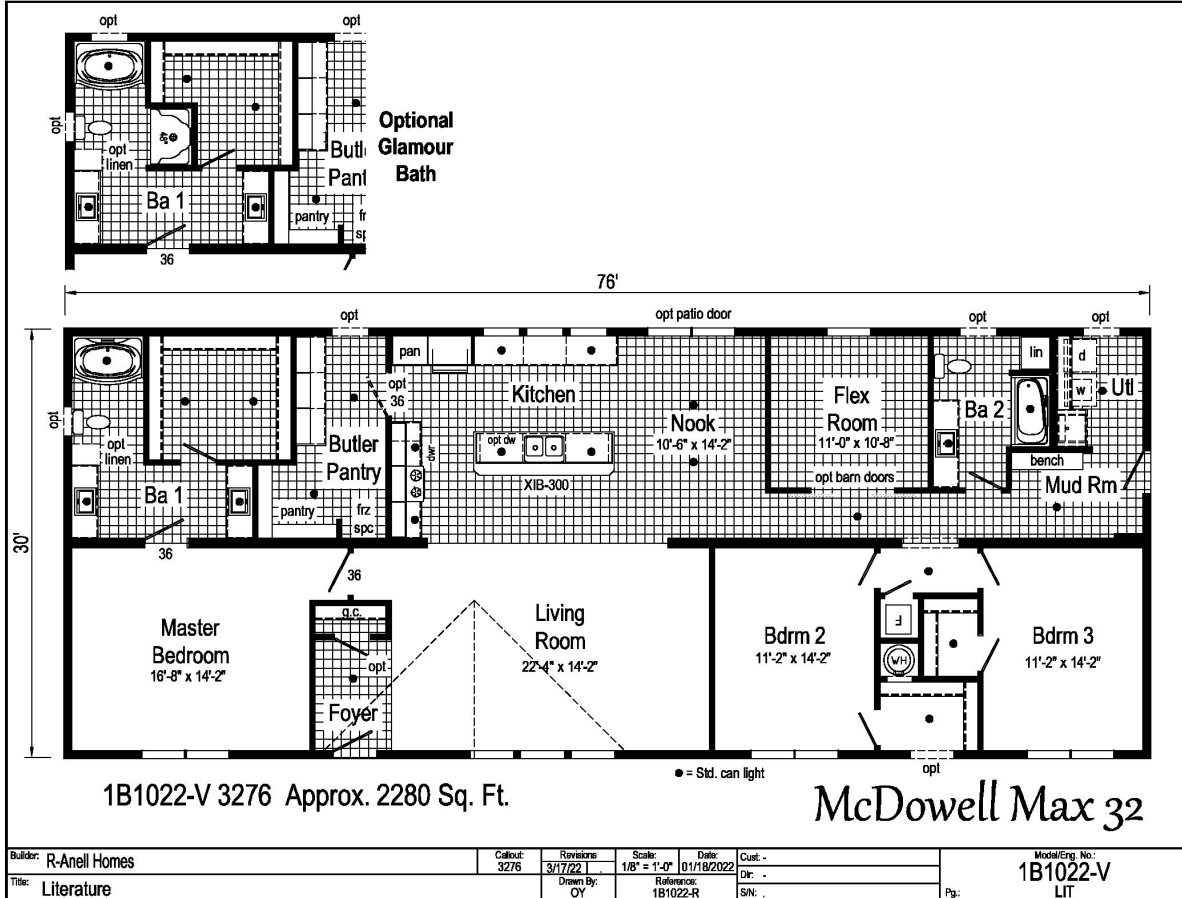 opt
opt
opt
48"
opt
linen
Ba 1
Butl
Pant
pantry
fr
sp
36
Optional
Glamour
Bath
76'
30'
opt
opt patio door
opt
opt
pan
opt
36
Kitchen
Nook
10'-6" x 14'-2"
Flex
Room
11'-0" x 10'-8"
opt barn doors
lin
Ba 2
d
w
Utl
bench
Mud Rm
opt
opt
linen
Ba 1
36
Butler
Pantry
pantry
frz
spc
dwr
opt dw
XIB-300
36
g.c.
opt
Foyer
Master
Bedroom
16'-8" x 14'-2"
Living
Room
22'-4" x 14'-2"
Bdrm 2
11'-2" x 14'-2"
F
WH
Bdrm 3
11'-2" x 14'-2"
opt
● = Std. can light
1B1022-V 3276 Approx. 2280 Sq. Ft.
McDowell Max 32
Builder: R-Anell Homes
Title: Literature
Callout:
3276
Revisions
3/17/22
Drawn By:
OY
Scale:
1/8" = 1'-0"
Date:
01/18/2022
Reference:
1B1022-R
Cust: -
Dir: -
S/N: .
Model/Eng. No.:
1B1022-V
Pg.: LIT